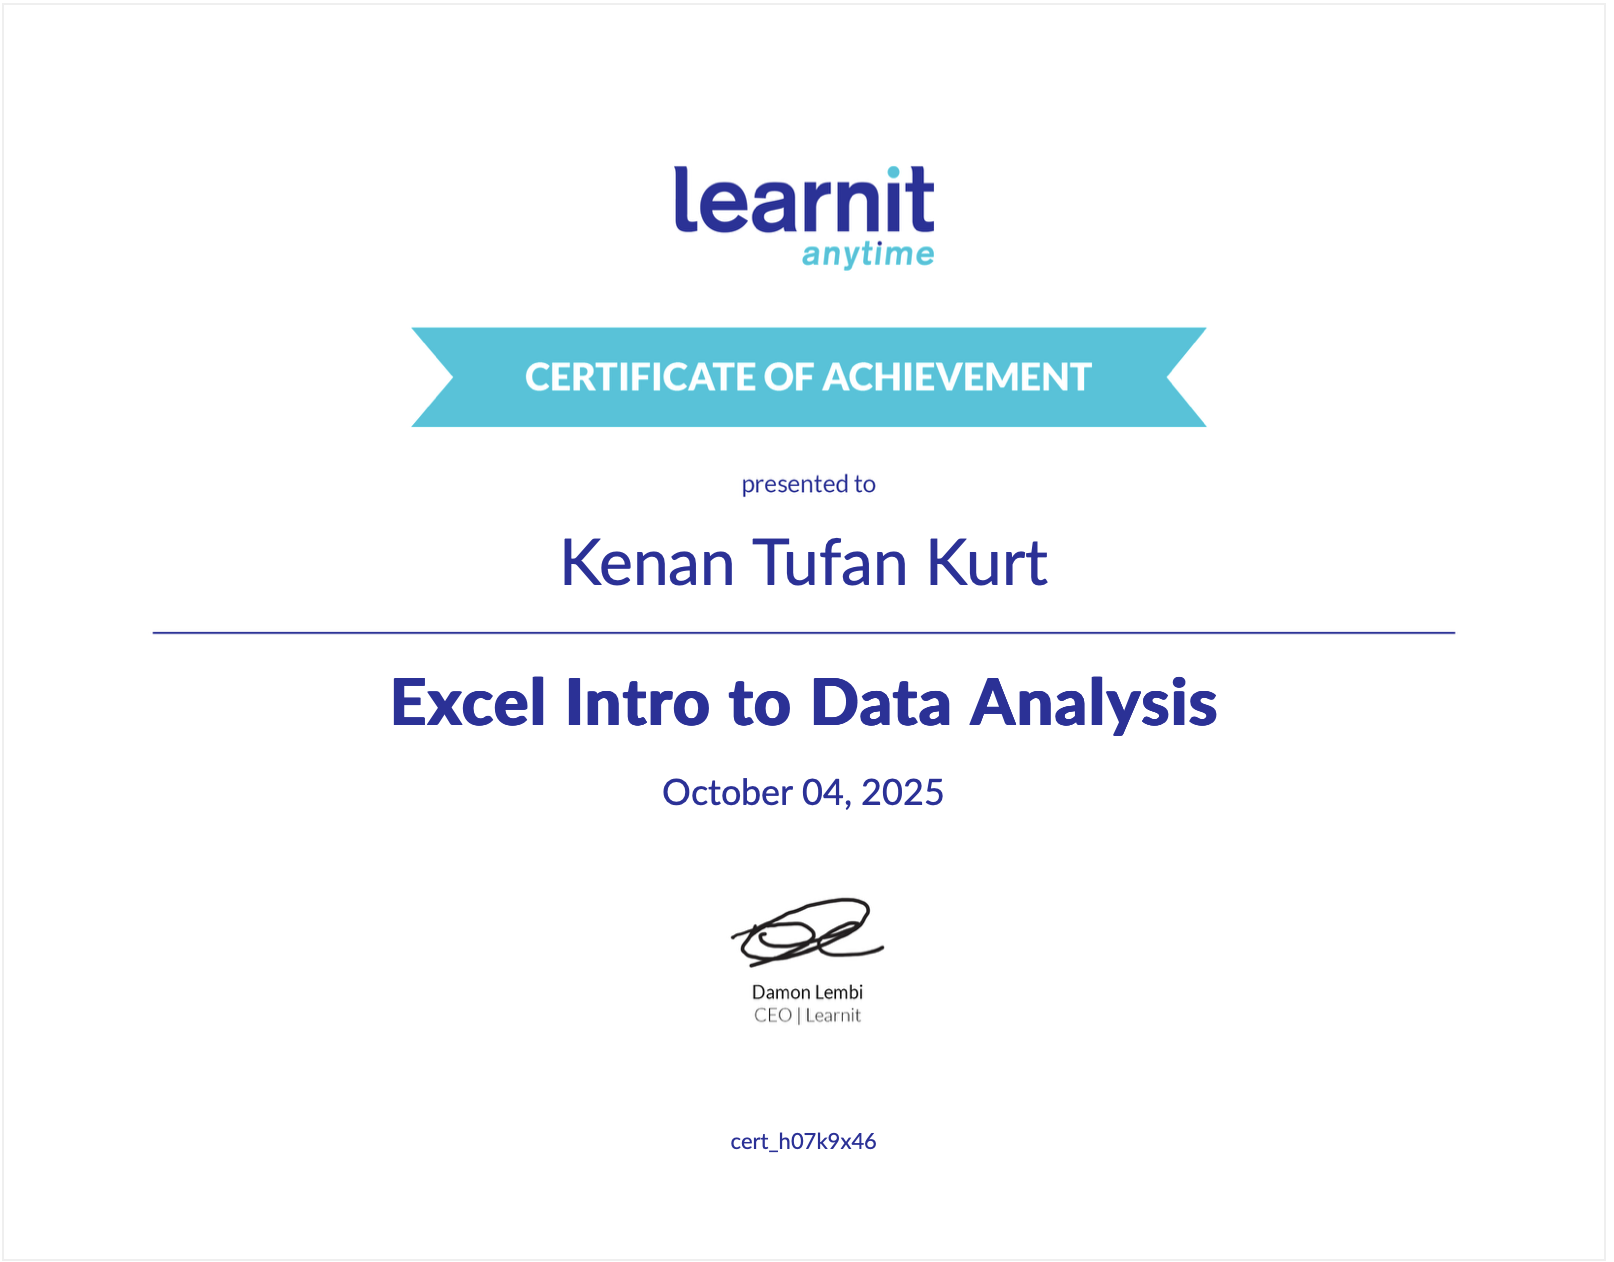 learnit
anytime
CERTIFICATE OF ACHIEVEMENT
presented to
Kenan Tufan Kurt
Excel Intro to Data Analysis
October 04, 2025
Damon Lembi
CEO | Learnit
cert_h07k9x46